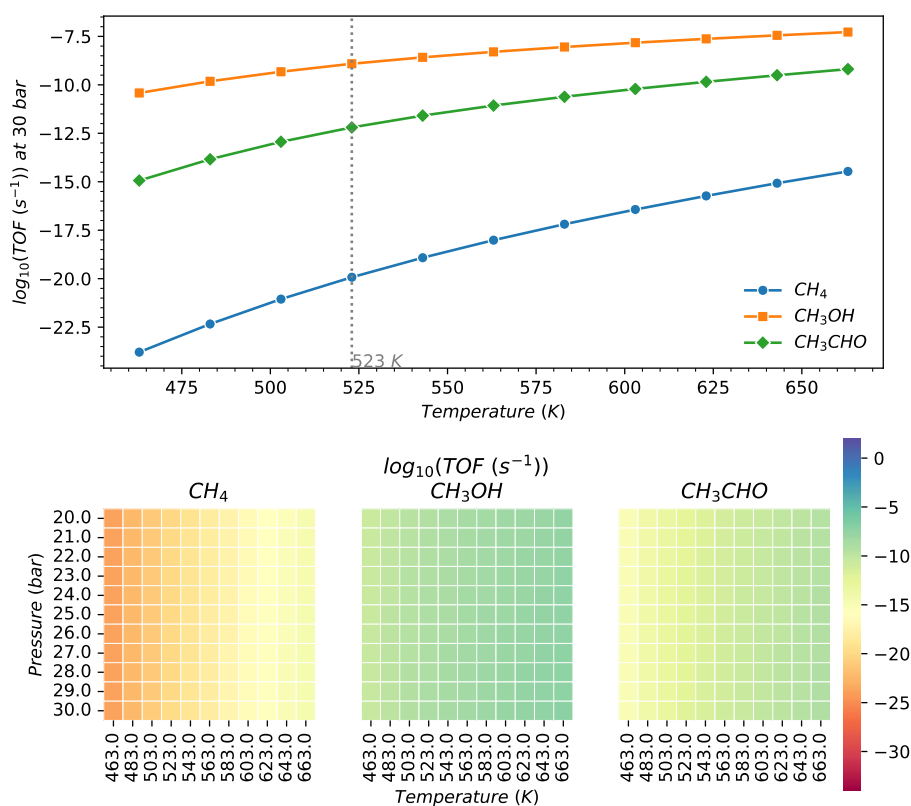 −7.5
−10.0
−12.5
−15.0
−17.5
−20.0
−22.5
log₁₀(TOF (s⁻¹)) at 30 bar
CH₄
CH₃OH
CH₃CHO
523 K
475 500 525 550 575 600 625 650
Temperature (K)
log₁₀(TOF (s⁻¹))
CH₄ CH₃OH CH₃CHO
20.0
21.0
22.0
23.0
24.0
25.0
26.0
27.0
28.0
29.0
30.0
Pressure (bar)
463.0 483.0 503.0 523.0 543.0 563.0 583.0 603.0 623.0 643.0 663.0
463.0 483.0 503.0 523.0 543.0 563.0 583.0 603.0 623.0 643.0 663.0
463.0 483.0 503.0 523.0 543.0 563.0 583.0 603.0 623.0 643.0 663.0
Temperature (K)
0
−5
−10
−15
−20
−25
−30